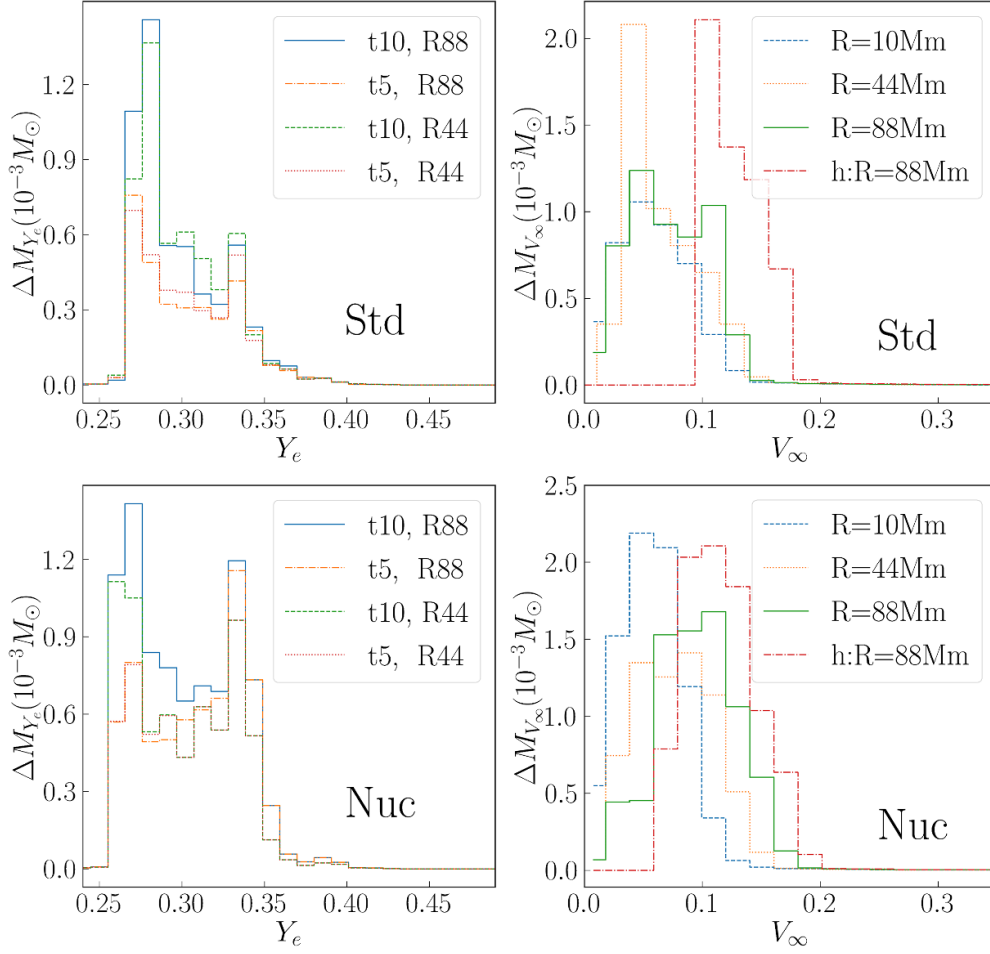 ΔM_{Y_e}(10^{-3}M_⊙)
1.2
0.9
0.6
0.3
0.0
t10, R88
t5, R88
t10, R44
t5, R44
Std
0.25 0.30 0.35 0.40 0.45
Y_e
ΔM_{V_∞}(10^{-3}M_⊙)
2.0
1.5
1.0
0.5
0.0
R=10Mm
R=44Mm
R=88Mm
h:R=88Mm
Std
0.0 0.1 0.2 0.3
V_∞
ΔM_{Y_e}(10^{-3}M_⊙)
1.2
0.9
0.6
0.3
0.0
t10, R88
t5, R88
t10, R44
t5, R44
Nuc
0.25 0.30 0.35 0.40 0.45
Y_e
ΔM_{V_∞}(10^{-3}M_⊙)
2.5
2.0
1.5
1.0
0.5
0.0
R=10Mm
R=44Mm
R=88Mm
h:R=88Mm
Nuc
0.0 0.1 0.2 0.3
V_∞